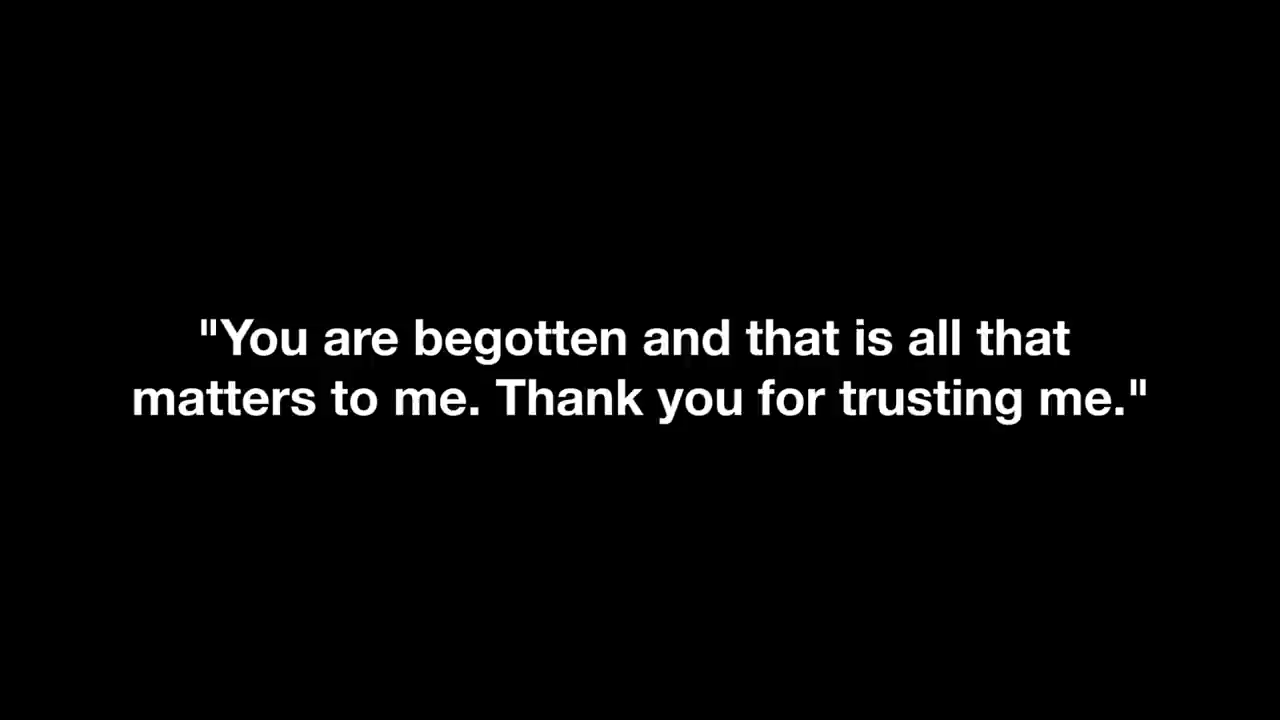 "You are begotten and that is all that
matters to me. Thank you for trusting me."